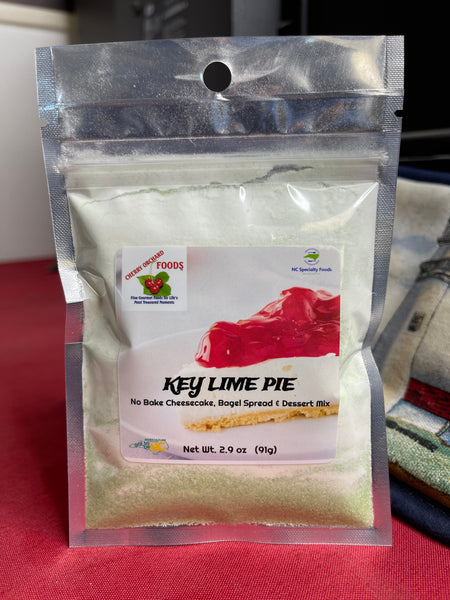 CHERRY ORCHARD
FOODS
Fine Gourmet Foods for Life's
Most Treasured Moments
NC Specialty Foods
KEY LIME PIE
No Bake Cheesecake, Bagel Spread & Dessert Mix
Net Wt. 2.9 oz (91g)